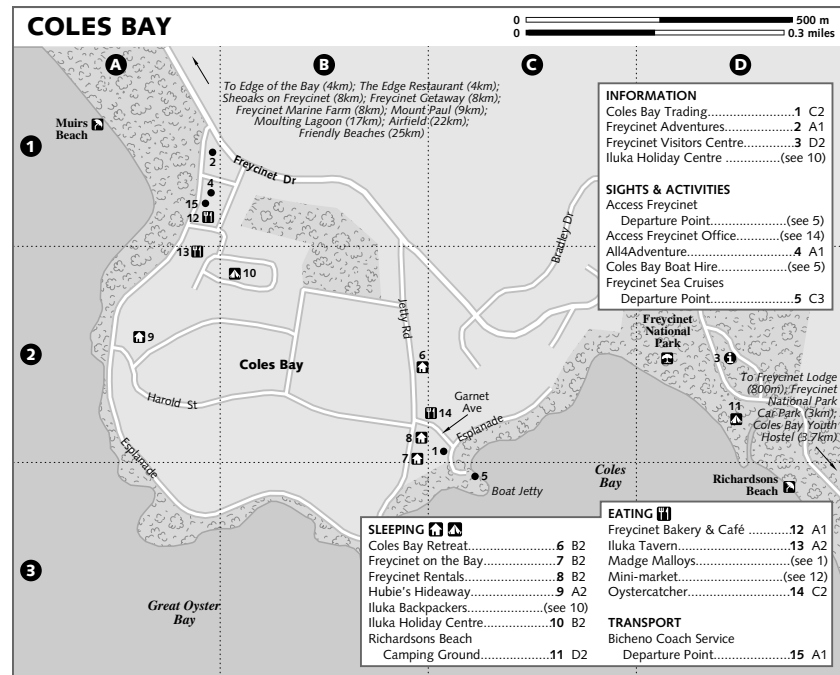 COLES BAY
0 500 m
0 0.3 miles
A
B
C
D
1
2
3
To Edge of the Bay (4km); The Edge Restaurant (4km);
Sheoaks on Freycinet (8km); Freycinet Getaway (8km);
Freycinet Marine Farm (8km); Mount Paul (9km);
Moulting Lagoon (17km); Airfield (22km);
Friendly Beaches (25km)
Muirs
Beach
2
4
15
12
13
10
Freycinet Dr
Bradley Dr
Jetty Rd
9
Coles Bay
Harold St
Esplanade
6
14
Garnet
Ave
Esplanade
8
1
7
5
Boat Jetty
Coles
Bay
Great Oyster
Bay
Freycinet
National
Park
3
11
To Freycinet Lodge
(800m); Freycinet
National Park
Car Park (3km);
Coles Bay Youth
Hostel (3.7km)
Richardsons
Beach
INFORMATION
Coles Bay Trading....................1 C2
Freycinet Adventures..............2 A1
Freycinet Visitors Centre........3 D2
Iluka Holiday Centre ............(see 10)
SIGHTS & ACTIVITIES
Access Freycinet
Departure Point...................(see 5)
Access Freycinet Office..........(see 14)
All4Adventure........................4 A1
Coles Bay Boat Hire...............(see 5)
Freycinet Sea Cruises
Departure Point...................5 C3
SLEEPING
Coles Bay Retreat...................6 B2
Freycinet on the Bay...............7 B2
Freycinet Rentals....................8 B2
Hubie's Hideaway..................9 A2
Iluka Backpackers................(see 10)
Iluka Holiday Centre............10 B2
Richardsons Beach
Camping Ground................11 D2
EATING
Freycinet Bakery & Café .......12 A1
Iluka Tavern.........................13 A2
Madge Malloys....................(see 1)
Mini-market........................(see 12)
Oystercatcher......................14 C2
TRANSPORT
Bicheno Coach Service
Departure Point.................15 A1